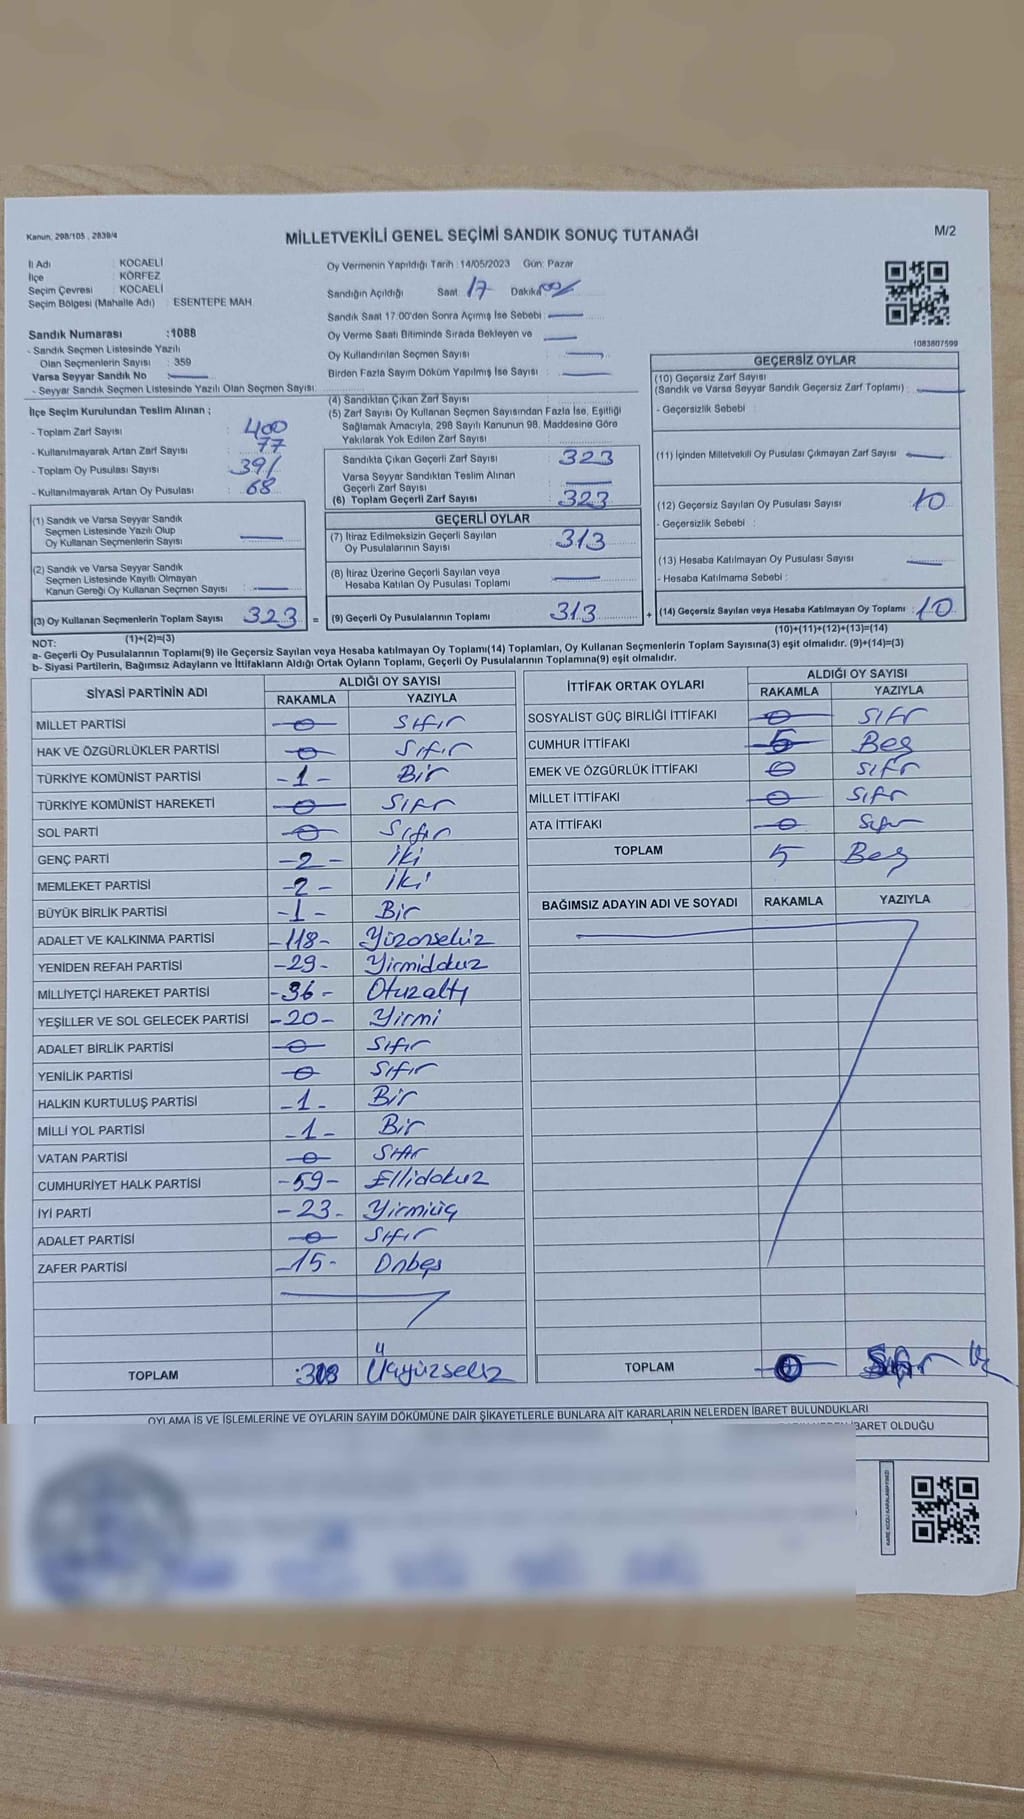 Kanun, 298/105 , 2839/4
MİLLETVEKİLİ GENEL SEÇİMİ SANDIK SONUÇ TUTANAĞI
M/2
İl Adı : KOCAELİ
İlçe : KÖRFEZ
Seçim Çevresi : KOCAELİ
Seçim Bölgesi (Mahalle Adı) : ESENTEPE MAH
Sandık Numarası :1088
- Sandık Seçmen Listesinde Yazılı
Olan Seçmenlerin Sayısı : 359
Varsa Seyyar Sandık No :
- Seyyar Sandık Seçmen Listesinde Yazılı Olan Seçmen Sayısı:
Oy Vermenin Yapıldığı Tarih :14/05/2023 Gün: Pazar
Sandığın Açıldığı Saat 17 Dakika 00
Sandık Saat 17.00'den Sonra Açılmış İse Sebebi :
Oy Verme Saati Bitiminde Sırada Bekleyen ve
Oy Kullandırılan Seçmen Sayısı :
Birden Fazla Sayım Döküm Yapılmış İse Sayısı :
1083807599
İlçe Seçim Kurulundan Teslim Alınan ;
- Toplam Zarf Sayısı : 400
- Kullanılmayarak Artan Zarf Sayısı : 77
- Toplam Oy Pusulası Sayısı : 391
- Kullanılmayarak Artan Oy Pusulası : 68
(4) Sandıktan Çıkan Zarf Sayısı :
(5) Zarf Sayısı Oy Kullanan Seçmen Sayısından Fazla İse, Eşitliği
Sağlamak Amacıyla, 298 Sayılı Kanunun 98. Maddesine Göre
Yakılarak Yok Edilen Zarf Sayısı :
Sandıkta Çıkan Geçerli Zarf Sayısı : 323
Varsa Seyyar Sandıktan Teslim Alınan
Geçerli Zarf Sayısı :
(6) Toplam Geçerli Zarf Sayısı : 323
GEÇERSİZ OYLAR
(10) Geçersiz Zarf Sayısı
(Sandık ve Varsa Seyyar Sandık Geçersiz Zarf Toplamı) :
- Geçersizlik Sebebi :
(11) İçinden Milletvekili Oy Pusulası Çıkmayan Zarf Sayısı :
(12) Geçersiz Sayılan Oy Pusulası Sayısı : 10
- Geçersizlik Sebebi :
(13) Hesaba Katılmayan Oy Pusulası Sayısı :
- Hesaba Katılmama Sebebi :
(1) Sandık ve Varsa Seyyar Sandık
Seçmen Listesinde Yazılı Olup
Oy Kullanan Seçmenlerin Sayısı :
(2) Sandık ve Varsa Seyyar Sandık
Seçmen Listesinde Kayıtlı Olmayan
Kanun Gereği Oy Kullanan Seçmen Sayısı :
GEÇERLİ OYLAR
(7) İtiraz Edilmeksizin Geçerli Sayılan
Oy Pusulalarının Sayısı : 313
(8) İtiraz Üzerine Geçerli Sayılan veya
Hesaba Katılan Oy Pusulası Toplamı :
(3) Oy Kullanan Seçmenlerin Toplam Sayısı : 323 = (9) Geçerli Oy Pusulalarının Toplamı : 313 + (14) Geçersiz Sayılan veya Hesaba Katılmayan Oy Toplamı : 10
(1)+(2)=(3)
(10)+(11)+(12)+(13)=(14)
NOT:
a- Geçerli Oy Pusulalarının Toplamı(9) ile Geçersiz Sayılan veya Hesaba katılmayan Oy Toplamı(14) Toplamları, Oy Kullanan Seçmenlerin Toplam Sayısına(3) eşit olmalıdır. (9)+(14)=(3)
b- Siyasi Partilerin, Bağımsız Adayların ve İttifakların Aldığı Ortak Oyların Toplamı, Geçerli Oy Pusulalarının Toplamına(9) eşit olmalıdır.
SİYASİ PARTİNİN ADI ALDIĞI OY SAYISI
RAKAMLA YAZIYLA
MİLLET PARTİSİ 0 Sıfır
HAK VE ÖZGÜRLÜKLER PARTİSİ 0 Sıfır
TÜRKİYE KOMÜNİST PARTİSİ -1- Bir
TÜRKİYE KOMÜNİST HAREKETİ 0 Sıfr
SOL PARTİ 0 Sıfır
GENÇ PARTİ -2- İki
MEMLEKET PARTİSİ -2- İki
BÜYÜK BİRLİK PARTİSİ -1- Bir
ADALET VE KALKINMA PARTİSİ -118- Yüzonsekiz
YENİDEN REFAH PARTİSİ -29- Yirmidokuz
MİLLİYETÇİ HAREKET PARTİSİ -36- Otuzaltı
YEŞİLLER VE SOL GELECEK PARTİSİ -20- Yirmi
ADALET BİRLİK PARTİSİ 0 Sıfır
YENİLİK PARTİSİ 0 Sıfır
HALKIN KURTULUŞ PARTİSİ -1- Bir
MİLLİ YOL PARTİSİ -1- Bir
VATAN PARTİSİ 0 Sıfır
CUMHURİYET HALK PARTİSİ -59- Ellidokuz
İYİ PARTİ -23- Yirmiüç
ADALET PARTİSİ 0 Sıfır
ZAFER PARTİSİ -15- Onbeş
TOPLAM :308 Üçyüzsekiz
İTTİFAK ORTAK OYLARI ALDIĞI OY SAYISI
RAKAMLA YAZIYLA
SOSYALİST GÜÇ BİRLİĞİ İTTİFAKI 0 Sıfr
CUMHUR İTTİFAKI 5 Beş
EMEK VE ÖZGÜRLÜK İTTİFAKI 0 Sıfr
MİLLET İTTİFAKI 0 Sıfr
ATA İTTİFAKI 0 Sıfır
TOPLAM 5 Beş
BAĞIMSIZ ADAYIN ADI VE SOYADI RAKAMLA YAZIYLA
TOPLAM 0 Sıfır
OYLAMA İŞ VE İŞLEMLERİNE VE OYLARIN SAYIM DÖKÜMÜNE DAİR ŞİKAYETLERLE BUNLARA AİT KARARLARIN NELERDEN İBARET BULUNDUKLARI
İBARET OLDUĞU
KARE KODU KARALAMAYINIZ!